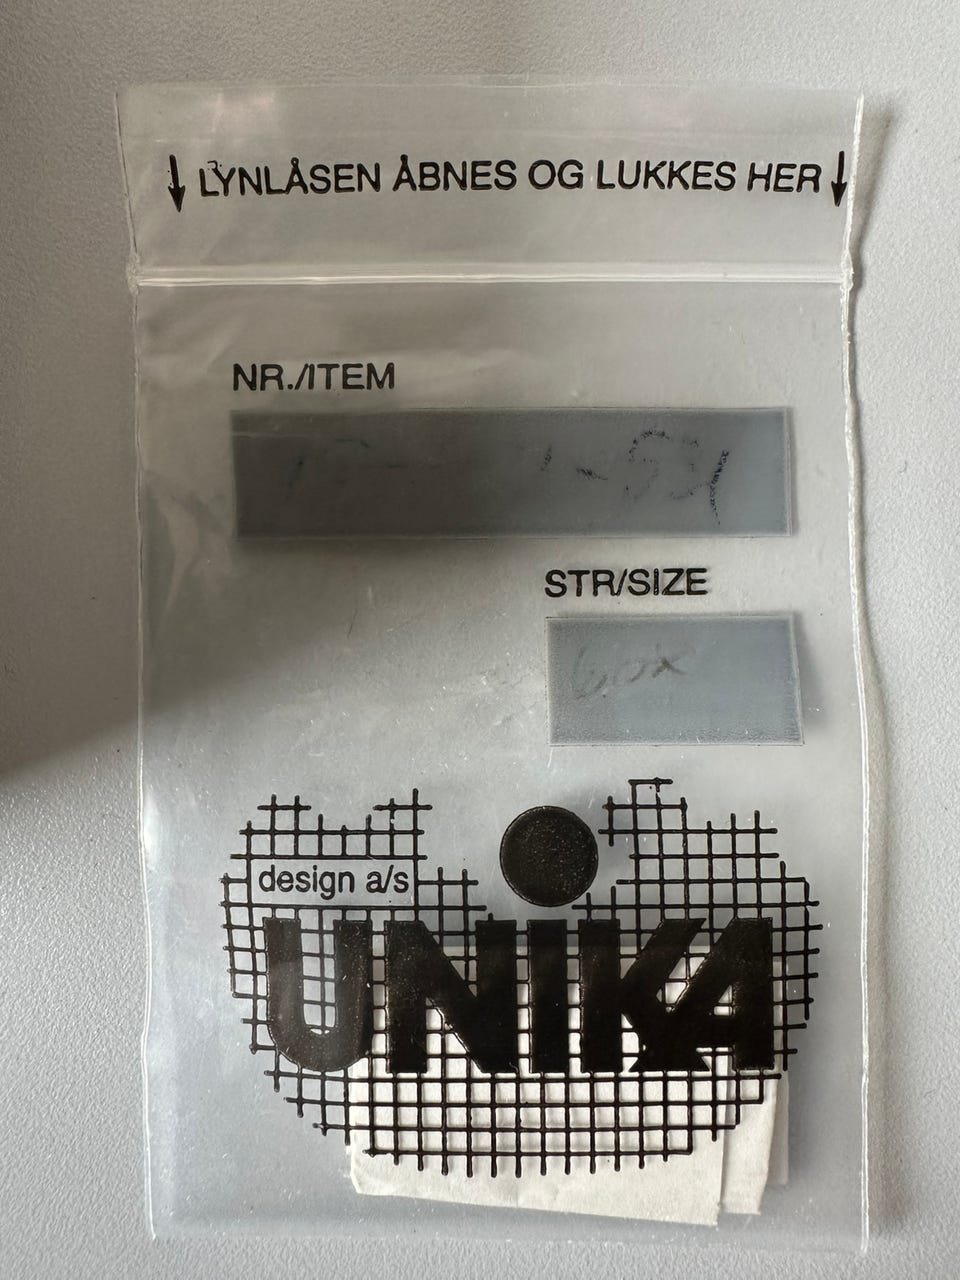 ↓ LYNLÅSEN ÅBNES OG LUKKES HER ↓
NR./ITEM
STR/SIZE
design a/s
UNIKA